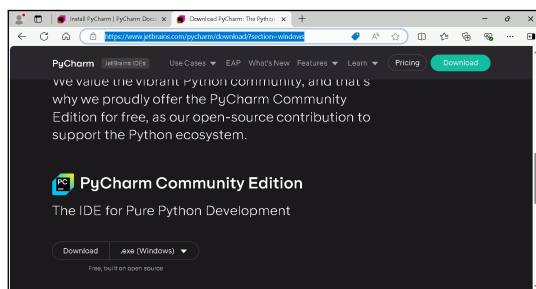 Install PyCharm | PyCharm Docu
Download PyCharm: The Pytho
https://www.jetbrains.com/pycharm/download/?section=windows
PyCharm JetBrains IDEs Use Cases EAP What's New Features Learn Pricing Download
We value the vibrant Python community, and that's
why we proudly offer the PyCharm Community
Edition for free, as our open-source contribution to
support the Python ecosystem.
PC PyCharm Community Edition
The IDE for Pure Python Development
Download .exe (Windows)
Free, built on open source